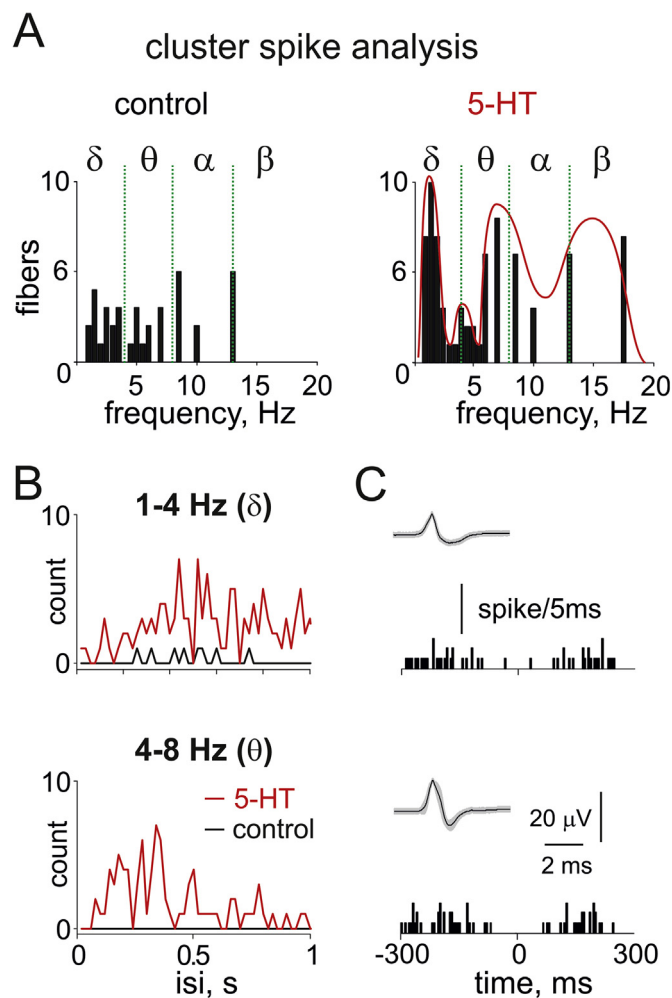 A
cluster spike analysis
control
5-HT
δ θ α β
δ θ α β
10
6
0
fibers
5 10 15 20
frequency, Hz
10
6
0
5 10 15 20
frequency, Hz
B
1-4 Hz (δ)
10
count
0
4-8 Hz (θ)
10
count
0
5-HT
control
0 0.5 1
isi, s
C
spike/5ms
20 μV
2 ms
-300 0 300
time, ms